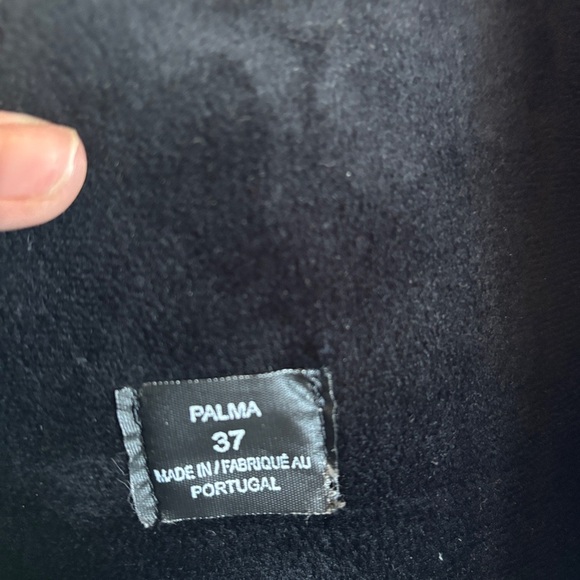 PALMA
37
MADE IN / FABRIQUÉ AU
PORTUGAL